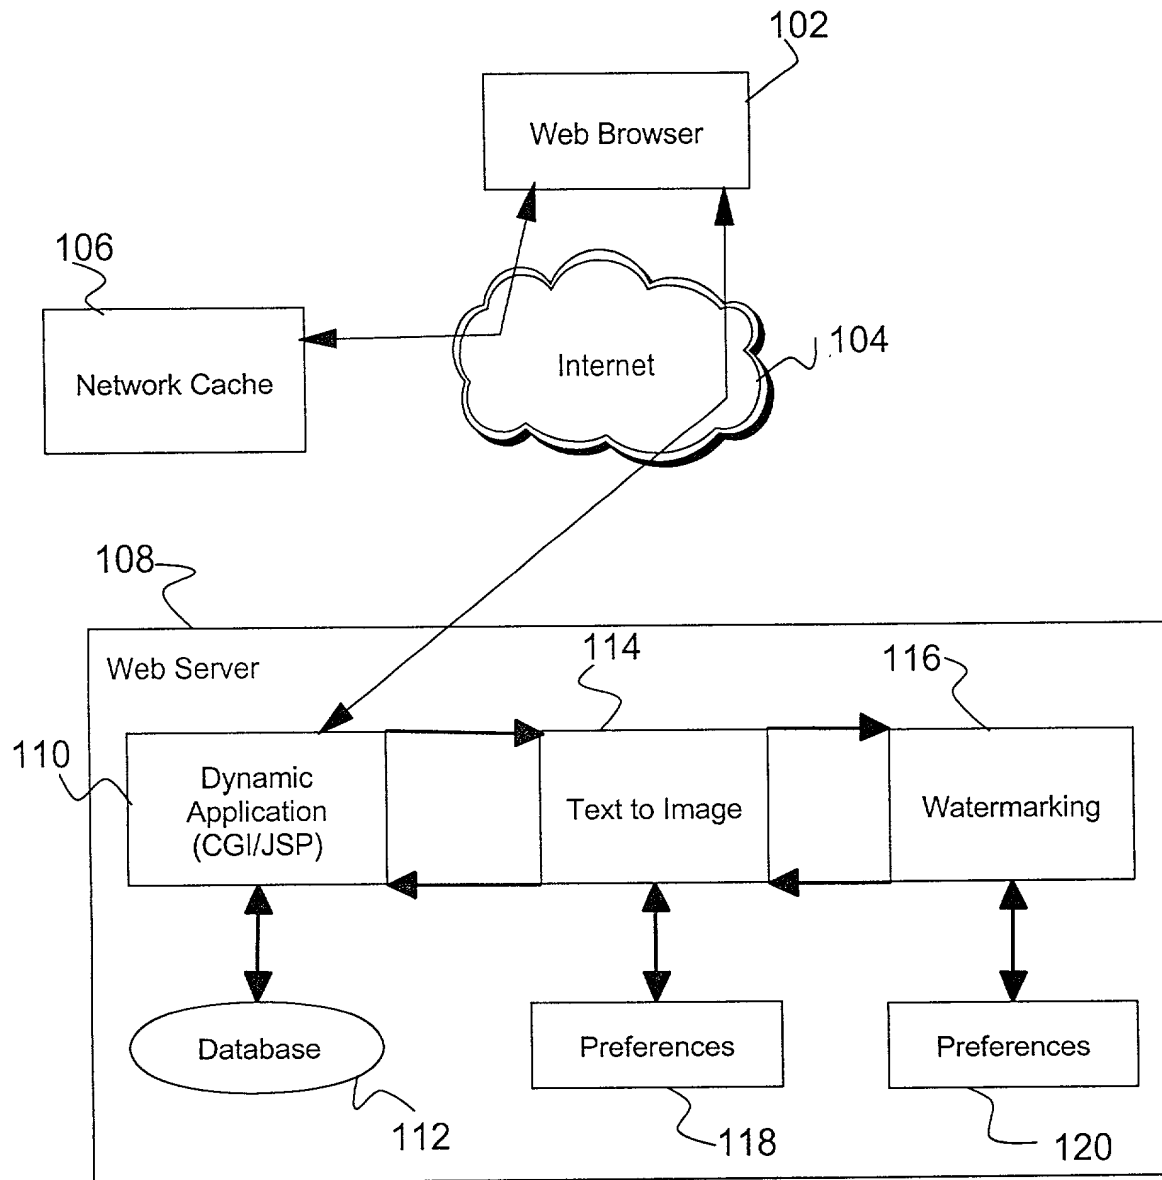 102
Web Browser
106
Network Cache
Internet
104
108
Web Server
114
116
110
Dynamic
Application
(CGI/JSP)
Text to Image
Watermarking
Database
Preferences
Preferences
112
118
120